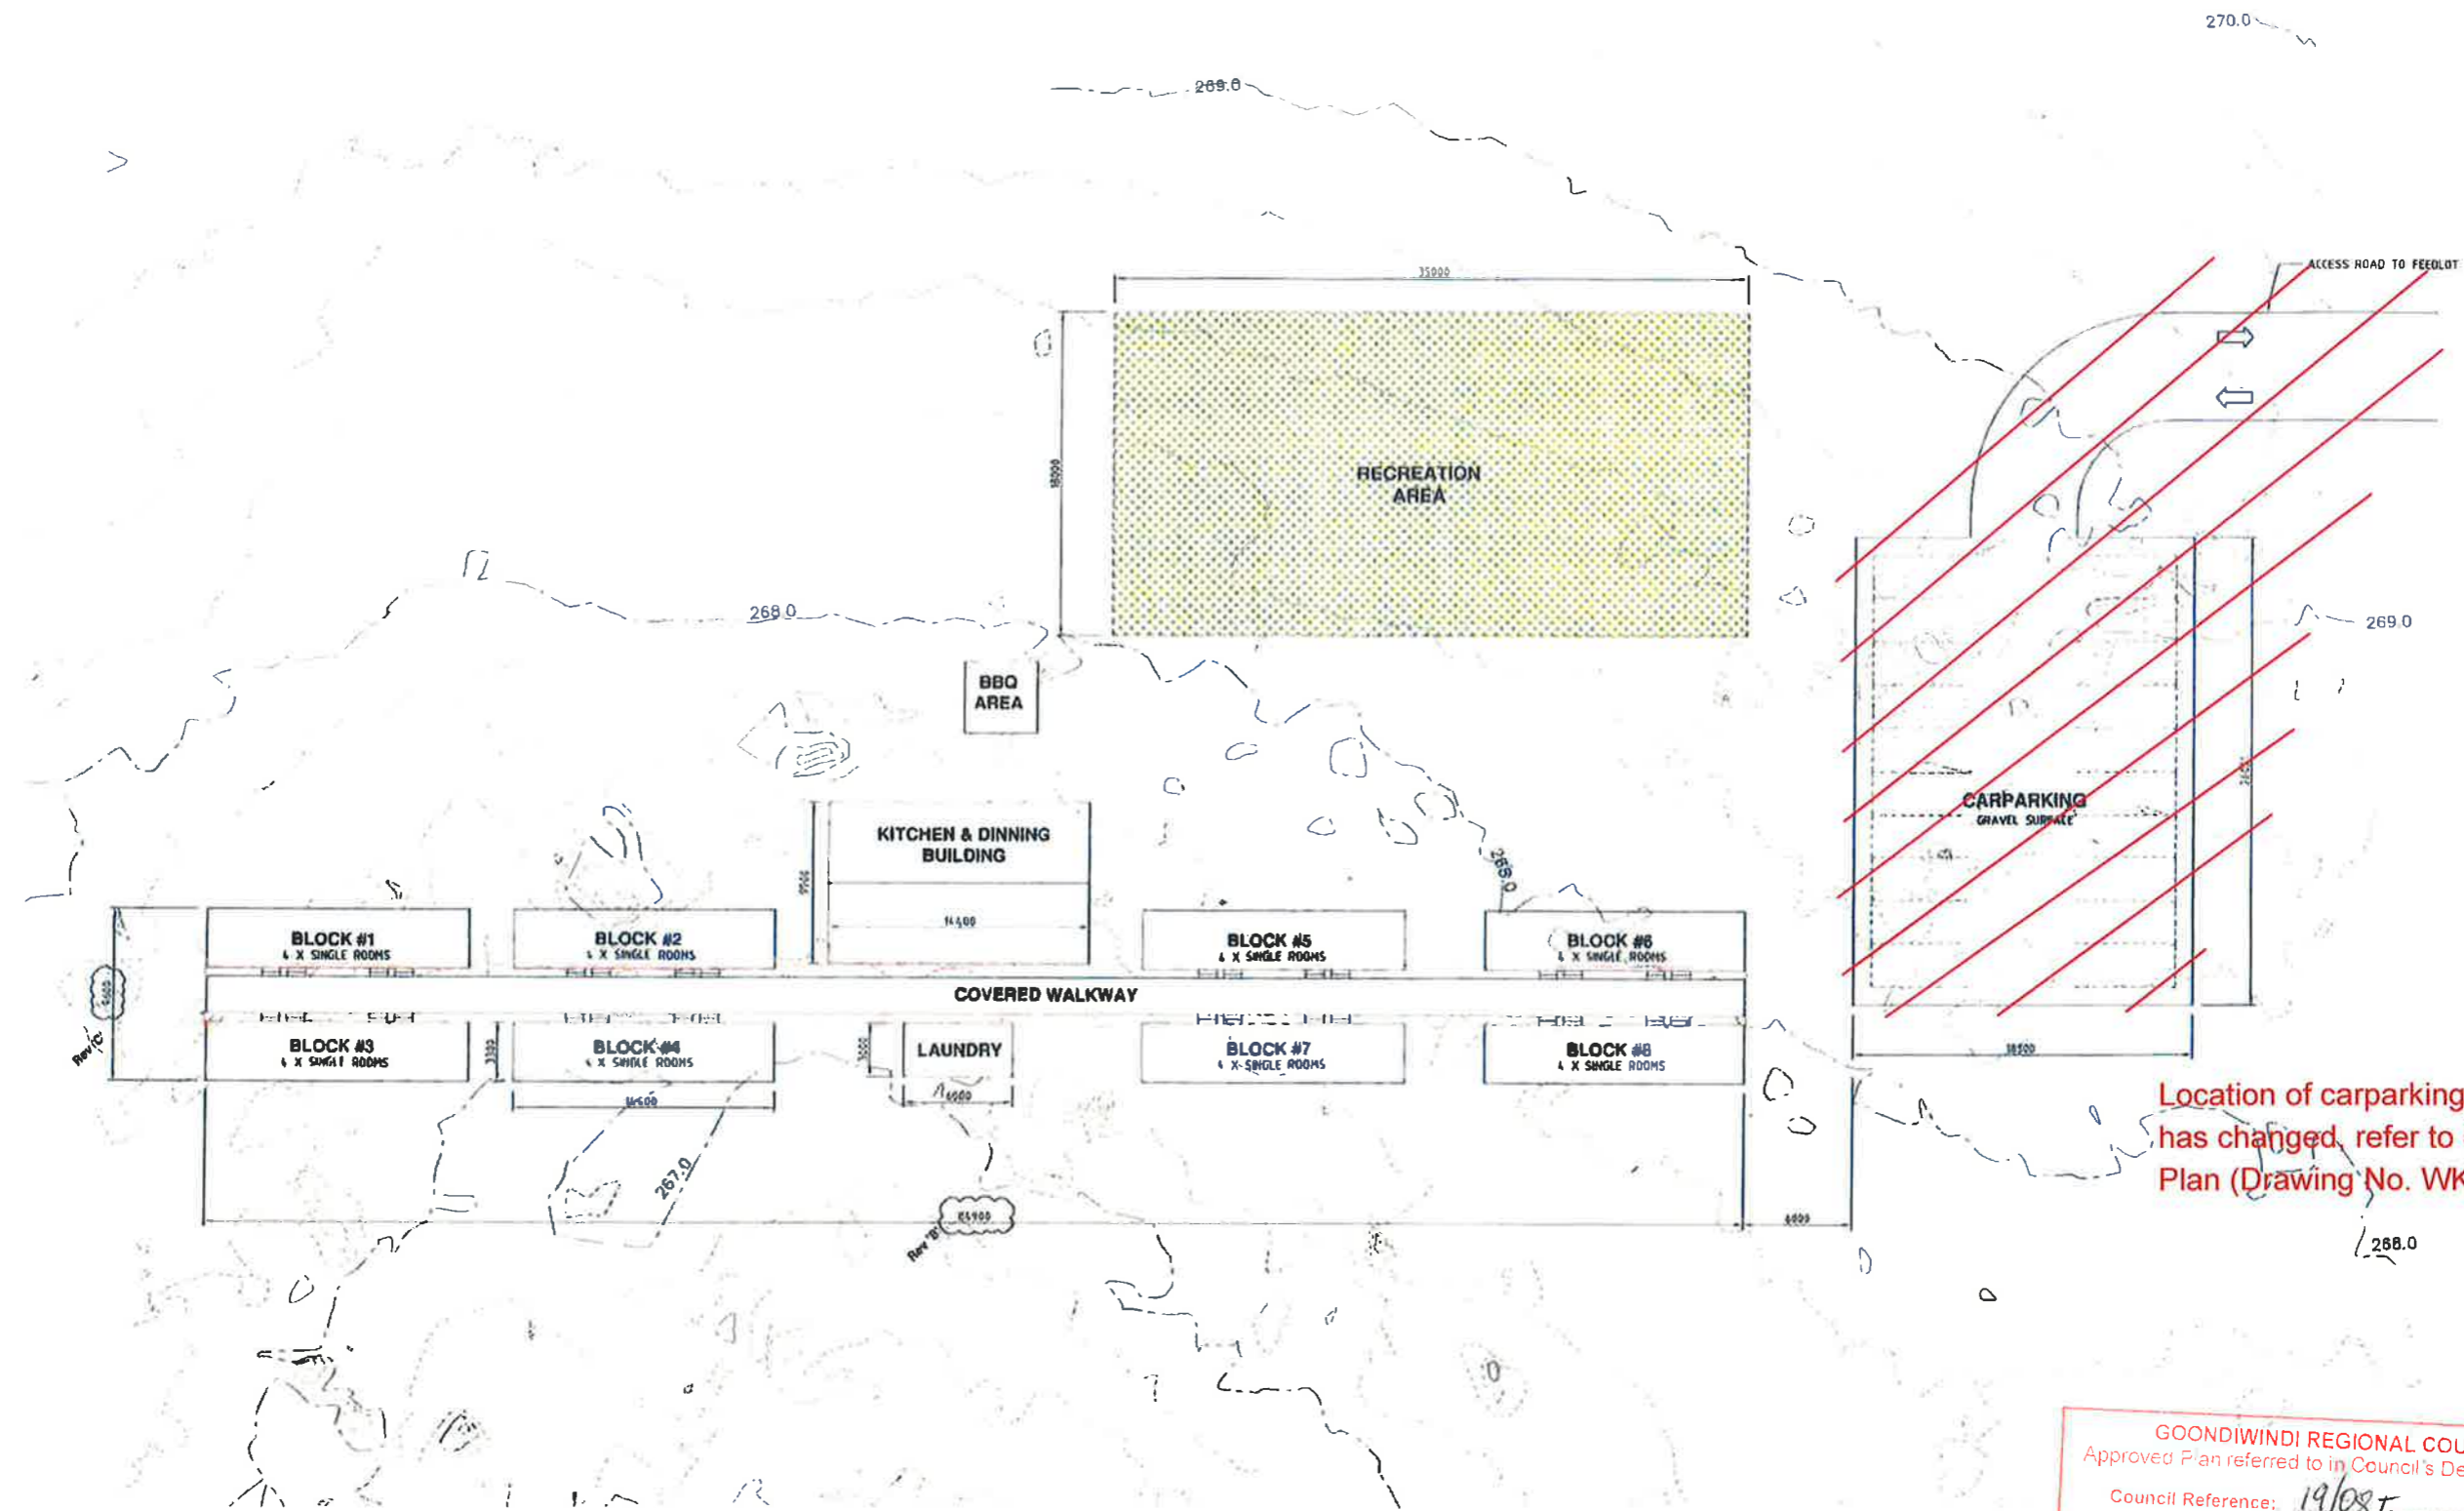 270.0
269.0
ACCESS ROAD TO FEEDLOT
35000
18000
RECREATION
AREA
268.0
269.0
BBQ
AREA
CARPARKING
GRAVEL SURFACE
KITCHEN & DINNING
BUILDING
14400
268.0
BLOCK #1
4 X SINGLE ROOMS
BLOCK #2
4 X SINGLE ROOMS
BLOCK #5
4 X SINGLE ROOMS
BLOCK #6
4 X SINGLE ROOMS
COVERED WALKWAY
9600
Rev 'C'
BLOCK #3
4 X SINGLE ROOMS
3300
BLOCK #4
4 X SINGLE ROOMS
3000
LAUNDRY
BLOCK #7
4 X SINGLE ROOMS
BLOCK #8
4 X SINGLE ROOMS
18500
6000
267.0
Rev 'B'
6000
Location of carparking
has changed, refer to
Plan (Drawing No. WK
268.0
GOONDIWINDI REGIONAL COU
Approved Plan referred to in Council's De
Council Reference: